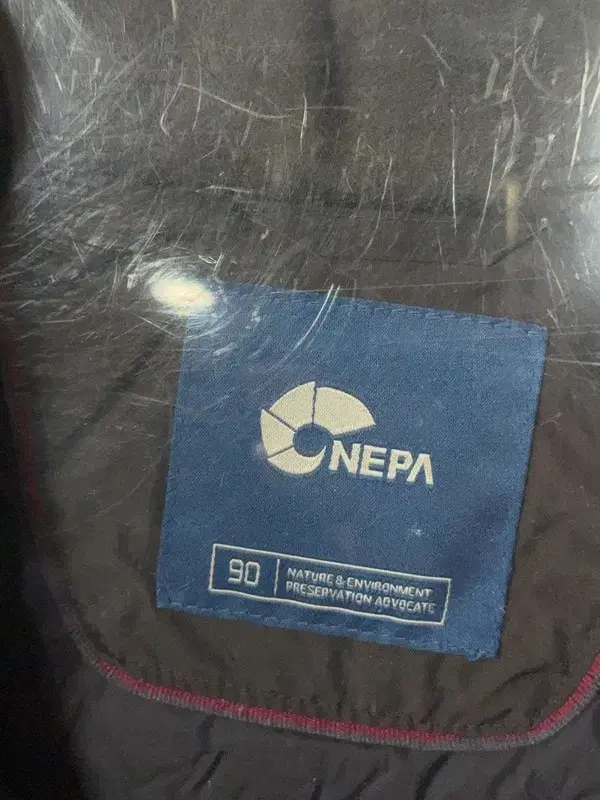 NEPA
90
NATURE & ENVIRONMENT
PRESERVATION ADVOCATE